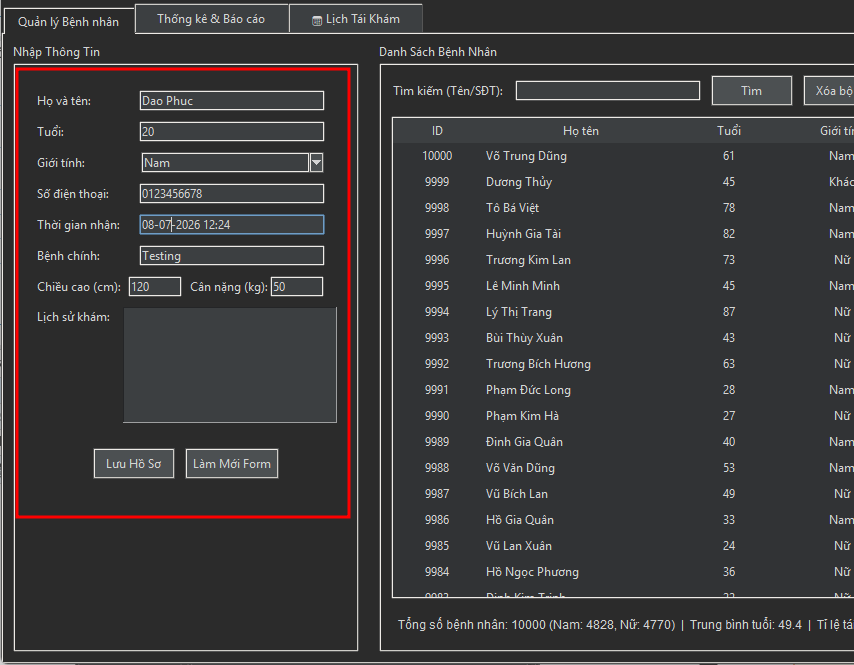 Quản lý Bệnh nhân
Thống kê & Báo cáo
Lịch Tái Khám
Nhập Thông Tin
Họ và tên: Dao Phuc
Tuổi: 20
Giới tính: Nam
Số điện thoại: 0123456678
Thời gian nhận: 08-07-2026 12:24
Bệnh chính: Testing
Chiều cao (cm): 120 Cân nặng (kg): 50
Lịch sử khám:
Lưu Hồ Sơ Làm Mới Form
Danh Sách Bệnh Nhân
Tìm kiếm (Tên/SĐT): Tìm Xóa bộ
ID Họ tên Tuổi Giới tín
10000 Võ Trung Dũng 61 Nam
9999 Dương Thủy 45 Khác
9998 Tô Bá Việt 78 Nam
9997 Huỳnh Gia Tài 82 Nam
9996 Trương Kim Lan 73 Nữ
9995 Lê Minh Minh 45 Nam
9994 Lý Thị Trang 87 Nữ
9993 Bùi Thùy Xuân 43 Nữ
9992 Trương Bích Hương 63 Nữ
9991 Phạm Đức Long 28 Nam
9990 Phạm Kim Hà 27 Nữ
9989 Đinh Gia Quân 40 Nam
9988 Võ Văn Dũng 53 Nam
9987 Vũ Bích Lan 49 Nữ
9986 Hồ Gia Quân 33 Nam
9985 Vũ Lan Xuân 24 Nữ
9984 Hồ Ngọc Phương 36 Nữ
9983 Đinh Kim Trinh
Tổng số bệnh nhân: 10000 (Nam: 4828, Nữ: 4770) | Trung bình tuổi: 49.4 | Tỉ lệ tá